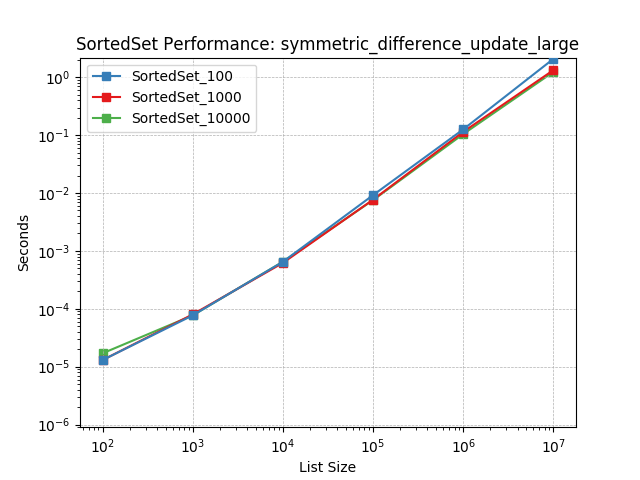 SortedSet Performance: symmetric_difference_update_large
SortedSet_100
SortedSet_1000
SortedSet_10000
10⁰
10⁻¹
10⁻²
10⁻³
10⁻⁴
10⁻⁵
10⁻⁶
Seconds
10² 10³ 10⁴ 10⁵ 10⁶ 10⁷
List Size